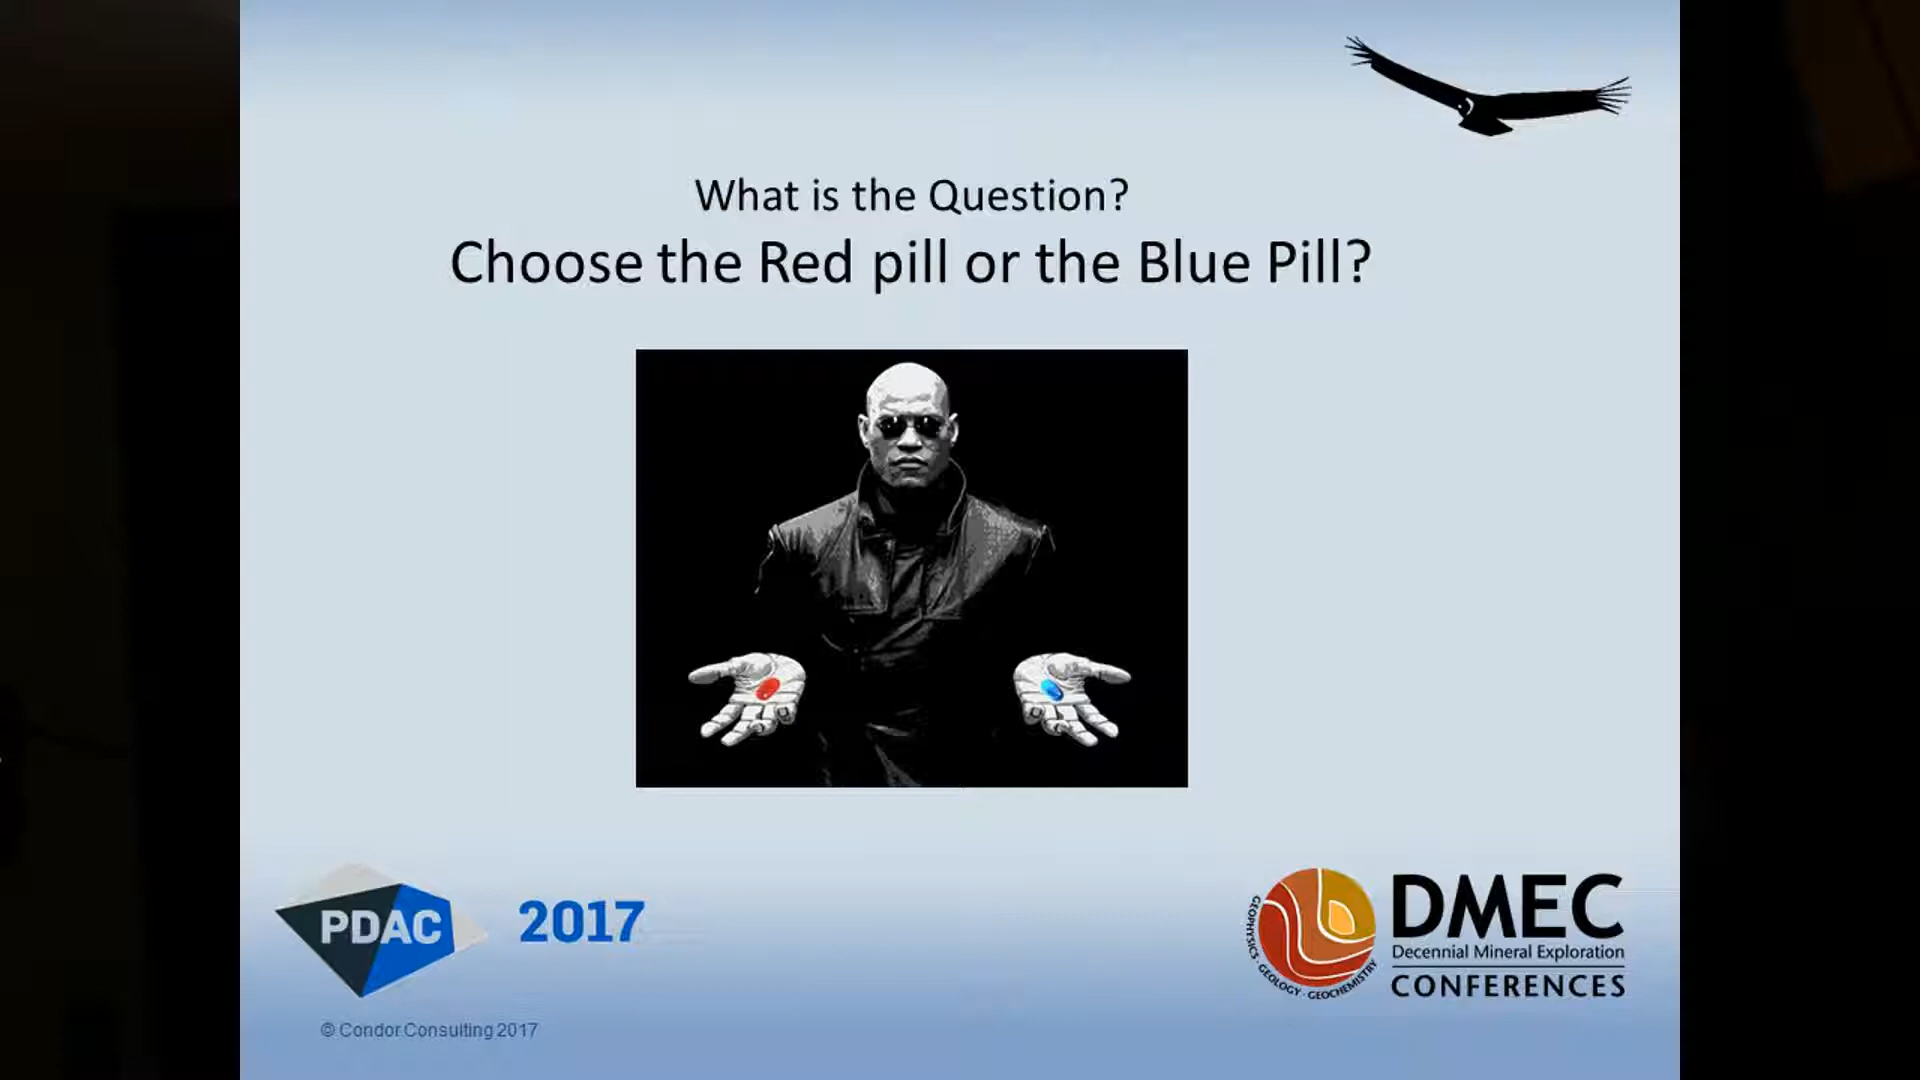 What is the Question?
Choose the Red pill or the Blue Pill?
PDAC 2017
GEOPHYSICS · GEOLOGY · GEOCHEMISTRY
DMEC
Decennial Mineral Exploration
CONFERENCES
© Condor Consulting 2017